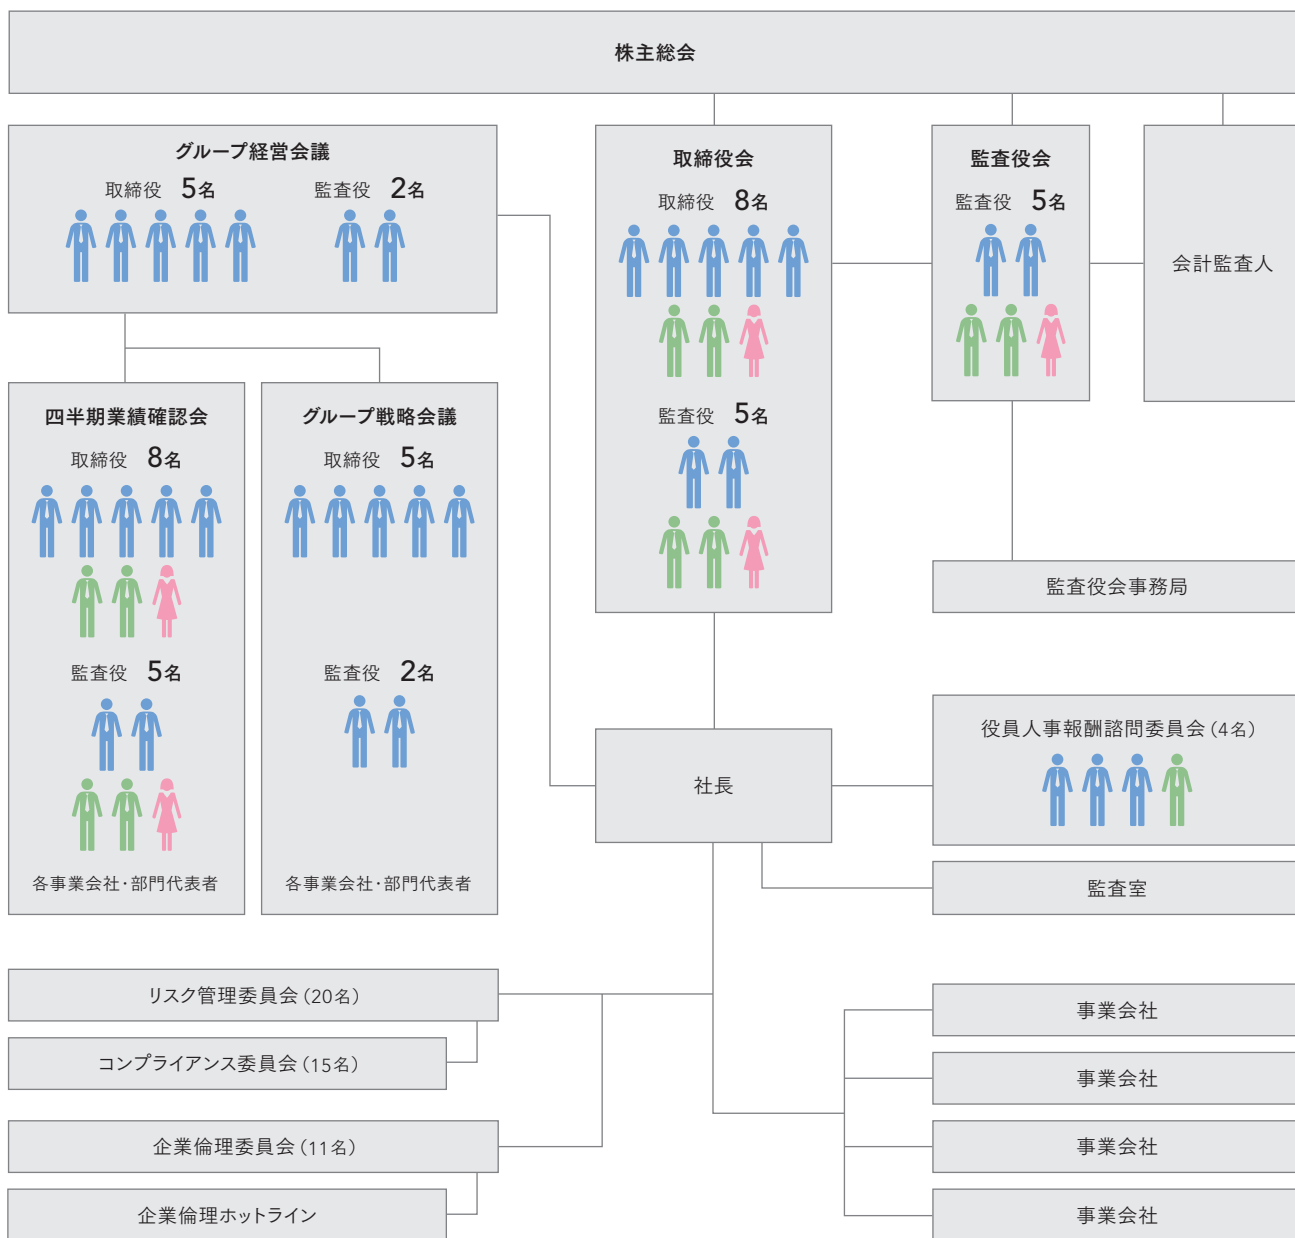 株主総会
グループ経営会議
取締役 5名 監査役 2名
取締役会
取締役 8名
監査役 5名
監査役会
監査役 5名
会計監査人
四半期業績確認会
取締役 8名
監査役 5名
各事業会社・部門代表者
グループ戦略会議
取締役 5名
監査役 2名
各事業会社・部門代表者
監査役会事務局
社長
役員人事報酬諮問委員会(4名)
監査室
リスク管理委員会(20名)
コンプライアンス委員会(15名)
企業倫理委員会(11名)
企業倫理ホットライン
事業会社
事業会社
事業会社
事業会社